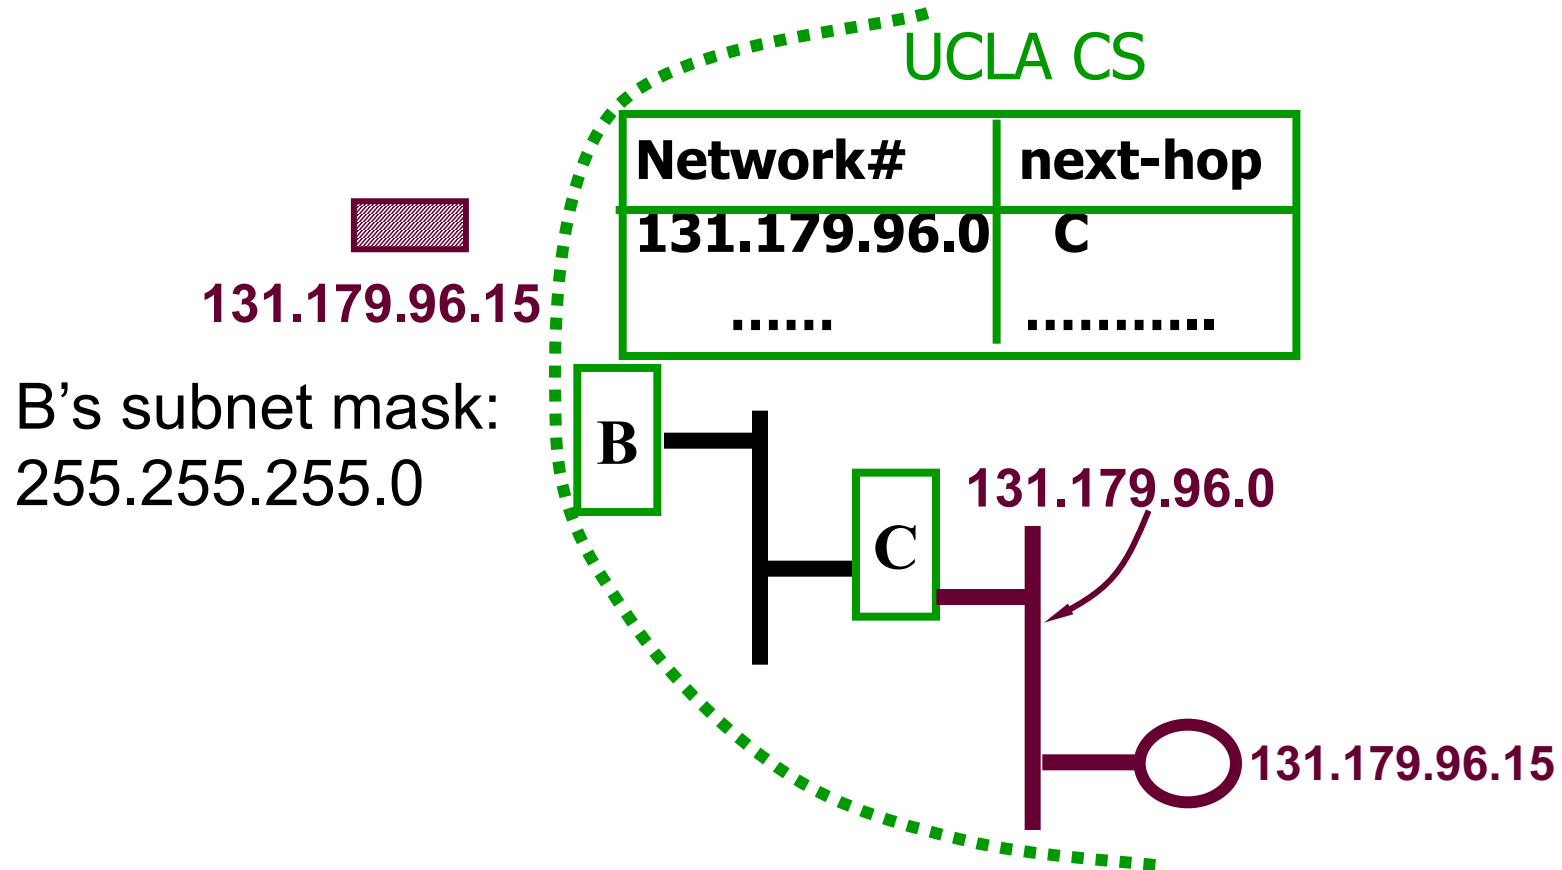 UCLA CS
Network# next-hop
131.179.96.0 C
...... ...........
131.179.96.15
B’s subnet mask:
255.255.255.0
B
C
131.179.96.0
131.179.96.15